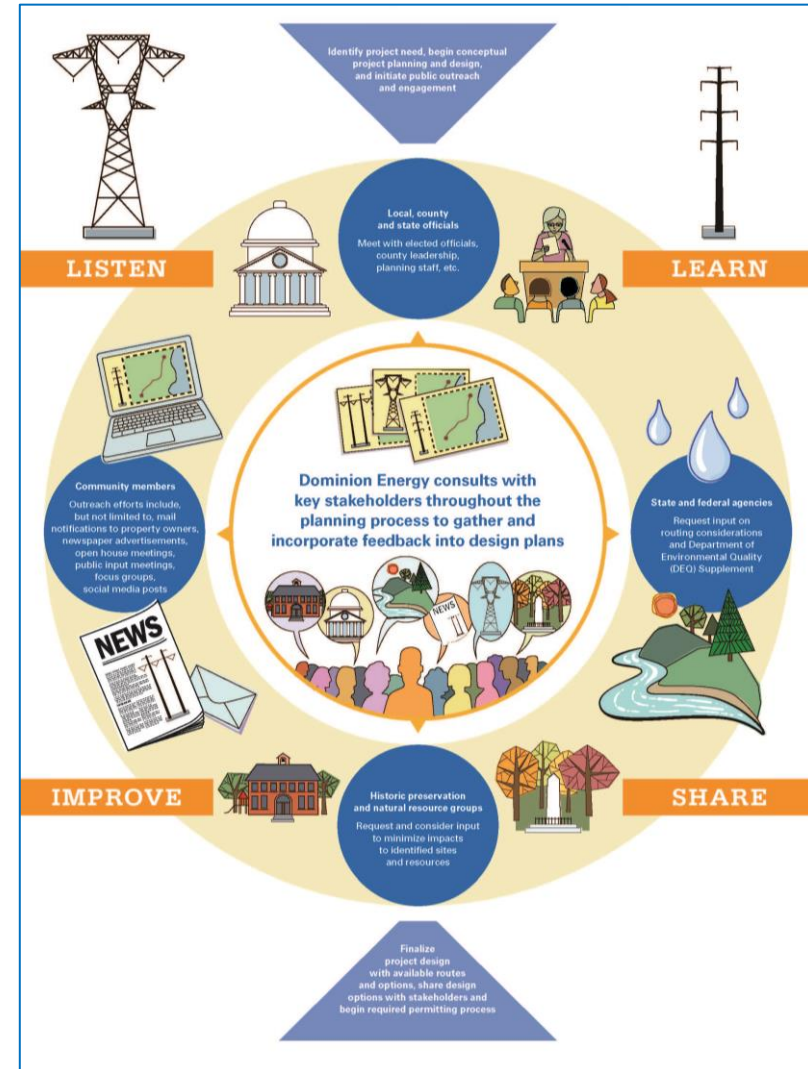 Identify project need, begin conceptual
project planning and design,
and initiate public outreach
and engagement
LISTEN
LEARN
Local, county
and state officials
Meet with elected officials,
county leadership,
planning staff, etc.
Community members
Outreach efforts include,
but not limited to, mail
notifications to property owners,
newspaper advertisements,
open house meetings,
public input meetings,
focus groups,
social media posts
Dominion Energy consults with
key stakeholders throughout the
planning process to gather and
incorporate feedback into design plans
NEWS
State and federal agencies
Request input on
routing considerations
and Department of
Environmental Quality
(DEQ) Supplement
NEWS
IMPROVE
SHARE
Historic preservation
and natural resource groups
Request and consider input
to minimize impacts
to identified sites
and resources
Finalize
project design
with available routes
and options, share design
options with stakeholders and
begin required permitting process